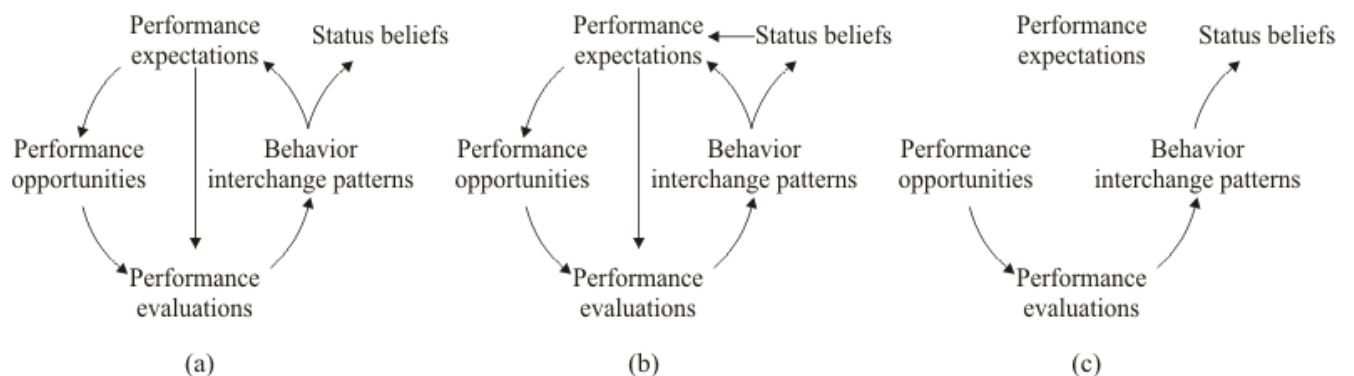 Performance
expectations
Status beliefs
Performance
opportunities
Behavior
interchange patterns
Performance
evaluations
(a)
Performance
expectations
Status beliefs
Performance
opportunities
Behavior
interchange patterns
Performance
evaluations
(b)
Performance
expectations
Status beliefs
Performance
opportunities
Behavior
interchange patterns
Performance
evaluations
(c)